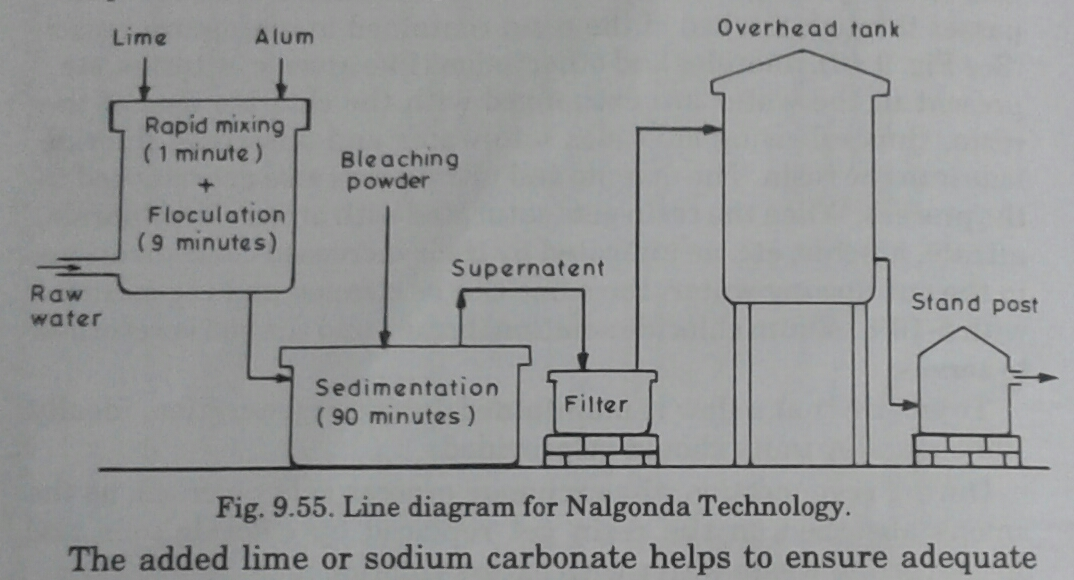 Lime
Alum
Overhead tank
Rapid mixing
(1 minute)
+
Floculation
(9 minutes)
Bleaching
powder
Raw
water
Supernatent
Stand post
Sedimentation
(90 minutes)
Filter
Fig. 9.55. Line diagram for Nalgonda Technology.
The added lime or sodium carbonate helps to ensure adequate